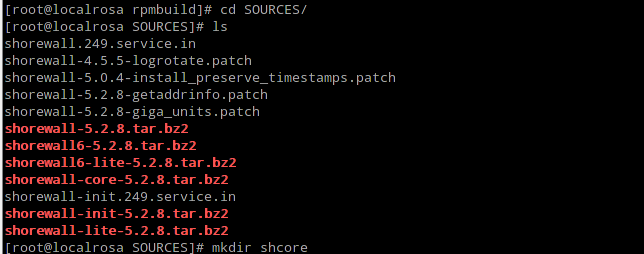 [root@localrosa rpmbuild]# cd SOURCES/
[root@localrosa SOURCES]# ls
shorewall.249.service.in
shorewall-4.5.5-logrotate.patch
shorewall-5.0.4-install_preserve_timestamps.patch
shorewall-5.2.8-getaddrinfo.patch
shorewall-5.2.8-giga_units.patch
shorewall-5.2.8.tar.bz2
shorewall6-5.2.8.tar.bz2
shorewall6-lite-5.2.8.tar.bz2
shorewall-core-5.2.8.tar.bz2
shorewall-init.249.service.in
shorewall-init-5.2.8.tar.bz2
shorewall-lite-5.2.8.tar.bz2
[root@localrosa SOURCES]# mkdir shcore